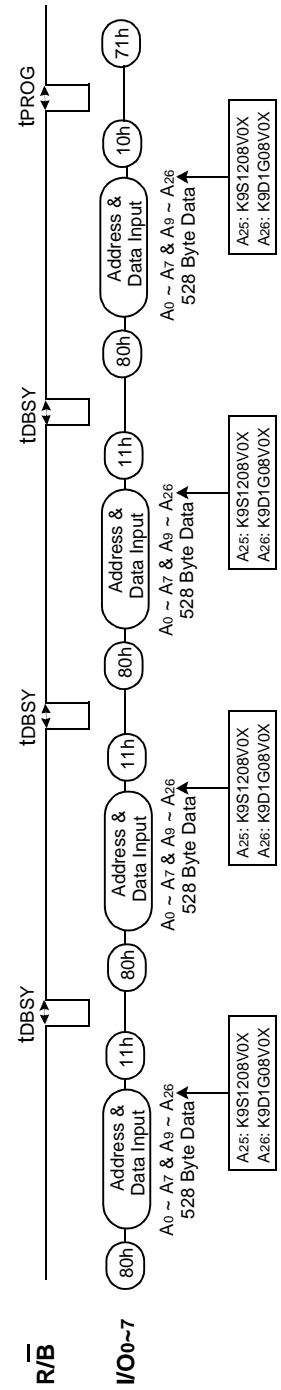 R/B
tDBSY
tDBSY
tDBSY
tPROG
I/O0~7
80h
Address &
Data Input
11h
80h
Address &
Data Input
11h
80h
Address &
Data Input
11h
80h
Address &
Data Input
10h
71h
A0 ~ A7 & A9 ~ A26
528 Byte Data
A0 ~ A7 & A9 ~ A26
528 Byte Data
A0 ~ A7 & A9 ~ A26
528 Byte Data
A0 ~ A7 & A9 ~ A26
528 Byte Data
A25: K9S1208V0X
A26: K9D1G08V0X
A25: K9S1208V0X
A26: K9D1G08V0X
A25: K9S1208V0X
A26: K9D1G08V0X
A25: K9S1208V0X
A26: K9D1G08V0X